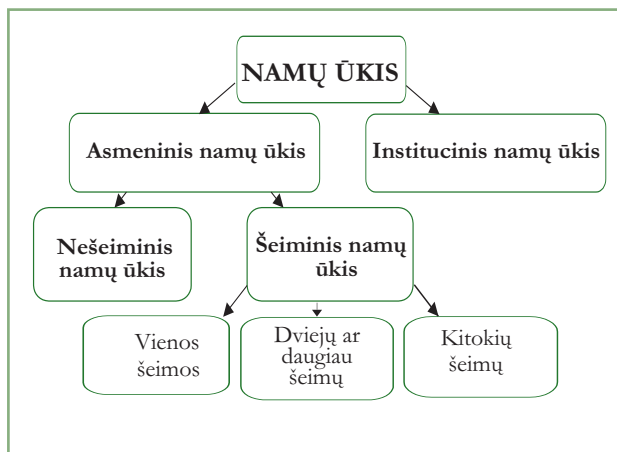 NAMŲ ŪKIS
Asmeninis namų ūkis
Institucinis namų ūkis
Nešeiminis
namų ūkis
Šeiminis namų
ūkis
Vienos
šeimos
Dviejų ar
daugiau
šeimų
Kitokių
šeimų